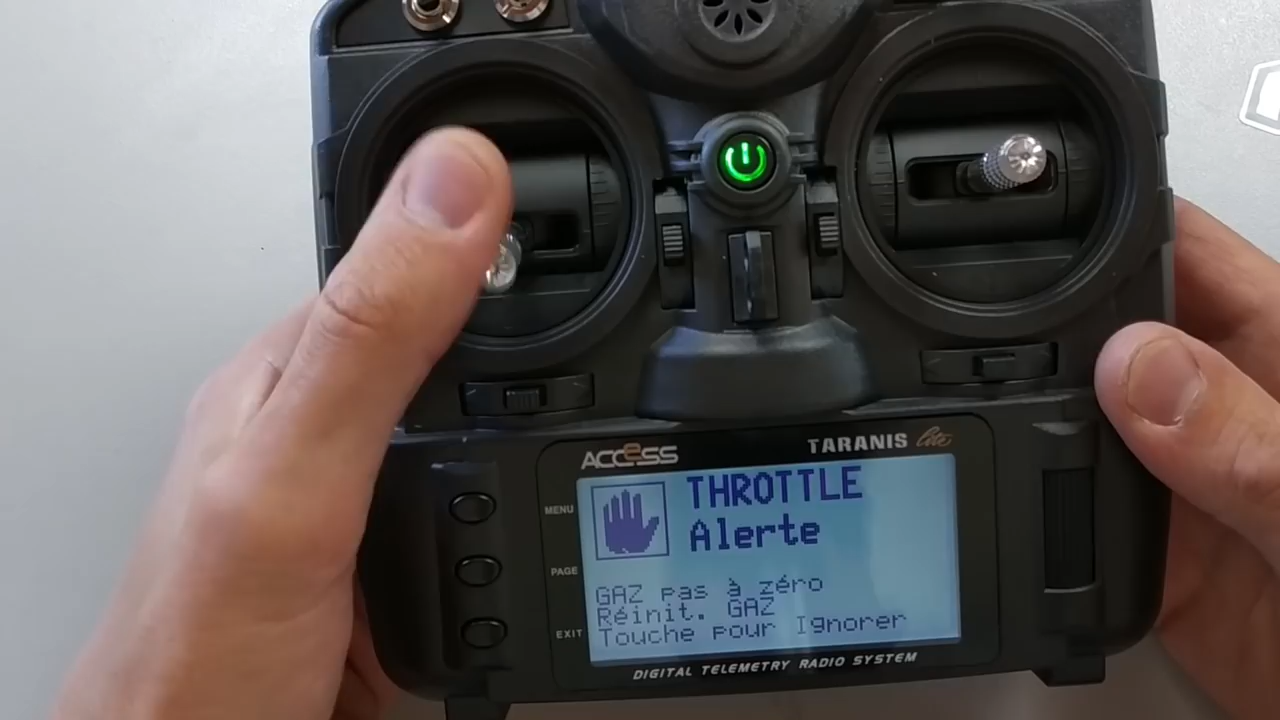 ACCESS
TARANIS lite
MENU
PAGE
EXIT
THROTTLE
Alerte
GAZ pas à zéro
Réinit. GAZ
Touche pour Ignorer
DIGITAL TELEMETRY RADIO SYSTEM